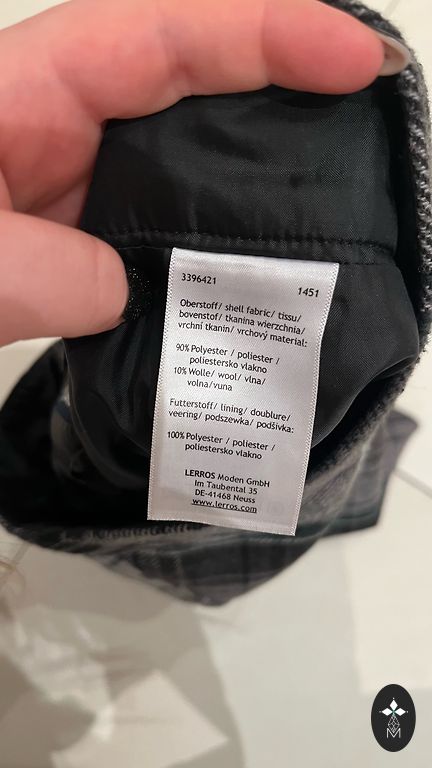 3396421 1451
Oberstoff/ shell fabric/ tissu/
bovenstof/ tkanina wierzchnia/
vrchní tkanin/ vrchový material:
90% Polyester / poliester /
poliestersko vlakno
10% Wolle/ wool/ vlna/
volna/vuna
Futterstoff/ lining/ doublure/
veering/ podszewka/ podšivka:
100% Polyester / poliester /
poliestersko vlakno
LERROS Moden GmbH
Im Taubental 35
DE-41468 Neuss
www.lerros.com
M